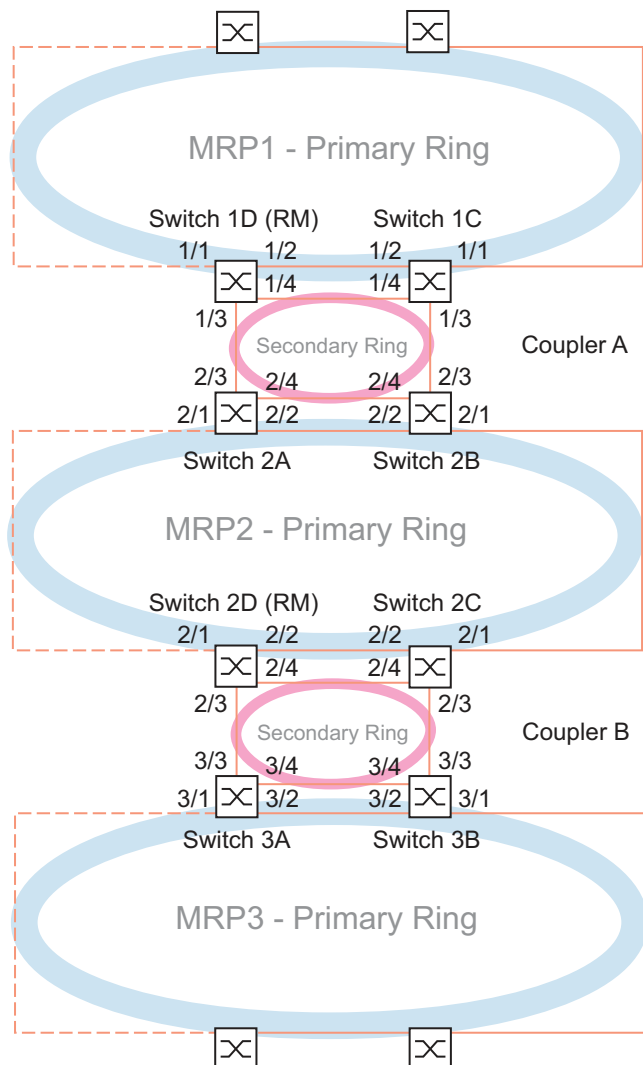 MRP1 - Primary Ring
Switch 1D (RM) Switch 1C
1/1 1/2 1/2 1/1
1/4 1/4
1/3 1/3
Secondary Ring Coupler A
2/3 2/4 2/4 2/3
2/1 2/2 2/2 2/1
Switch 2A Switch 2B
MRP2 - Primary Ring
Switch 2D (RM) Switch 2C
2/1 2/2 2/2 2/1
2/4 2/4
2/3 2/3
Secondary Ring Coupler B
3/3 3/4 3/4 3/3
3/1 3/2 3/2 3/1
Switch 3A Switch 3B
MRP3 - Primary Ring